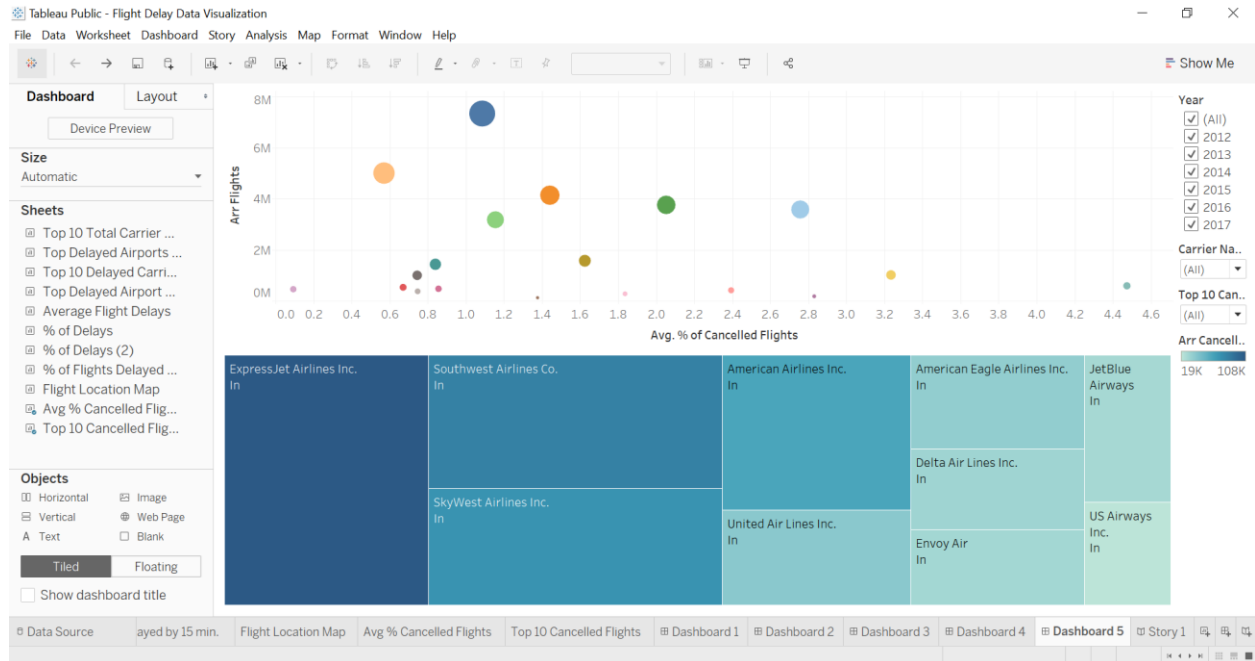 Tableau Public - Flight Delay Data Visualization
File Data Worksheet Dashboard Story Analysis Map Format Window Help
Show Me
Dashboard Layout
Device Preview
Size
Automatic
Sheets
Top 10 Total Carrier ...
Top Delayed Airports ...
Top 10 Delayed Carri...
Top Delayed Airport ...
Average Flight Delays
% of Delays
% of Delays (2)
% of Flights Delayed ...
Flight Location Map
Avg % Cancelled Flig...
Top 10 Cancelled Flig...
Objects
Horizontal Image
Vertical Web Page
A Text Blank
Tiled Floating
Show dashboard title
Arr Flights
8M
6M
4M
2M
0M
0.0 0.2 0.4 0.6 0.8 1.0 1.2 1.4 1.6 1.8 2.0 2.2 2.4 2.6 2.8 3.0 3.2 3.4 3.6 3.8 4.0 4.2 4.4 4.6
Avg. % of Cancelled Flights
ExpressJet Airlines Inc.
In
Southwest Airlines Co.
In
SkyWest Airlines Inc.
In
American Airlines Inc.
In
United Air Lines Inc.
In
American Eagle Airlines Inc.
In
Delta Air Lines Inc.
In
Envoy Air
In
JetBlue
Airways
In
US Airways
Inc.
In
Year
(All)
2012
2013
2014
2015
2016
2017
Carrier Na..
(All)
Top 10 Can..
(All)
Arr Cancell..
19K 108K
Data Source ayed by 15 min. Flight Location Map Avg % Cancelled Flights Top 10 Cancelled Flights Dashboard 1 Dashboard 2 Dashboard 3 Dashboard 4 Dashboard 5 Story 1